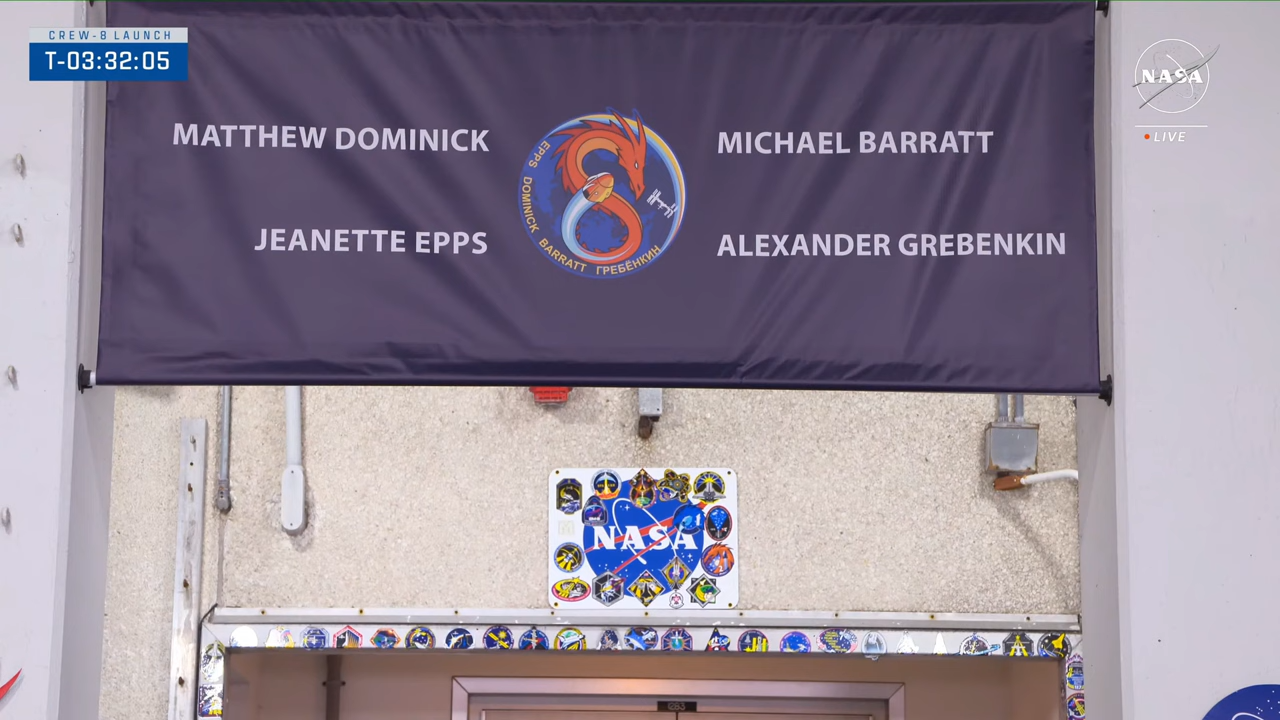 CREW-8 LAUNCH
T-03:32:05
NASA
LIVE
MATTHEW DOMINICK
MICHAEL BARRATT
JEANETTE EPPS
ALEXANDER GREBENKIN
EPPS DOMINICK BARRATT ГРЕБЁНКИН
NASA